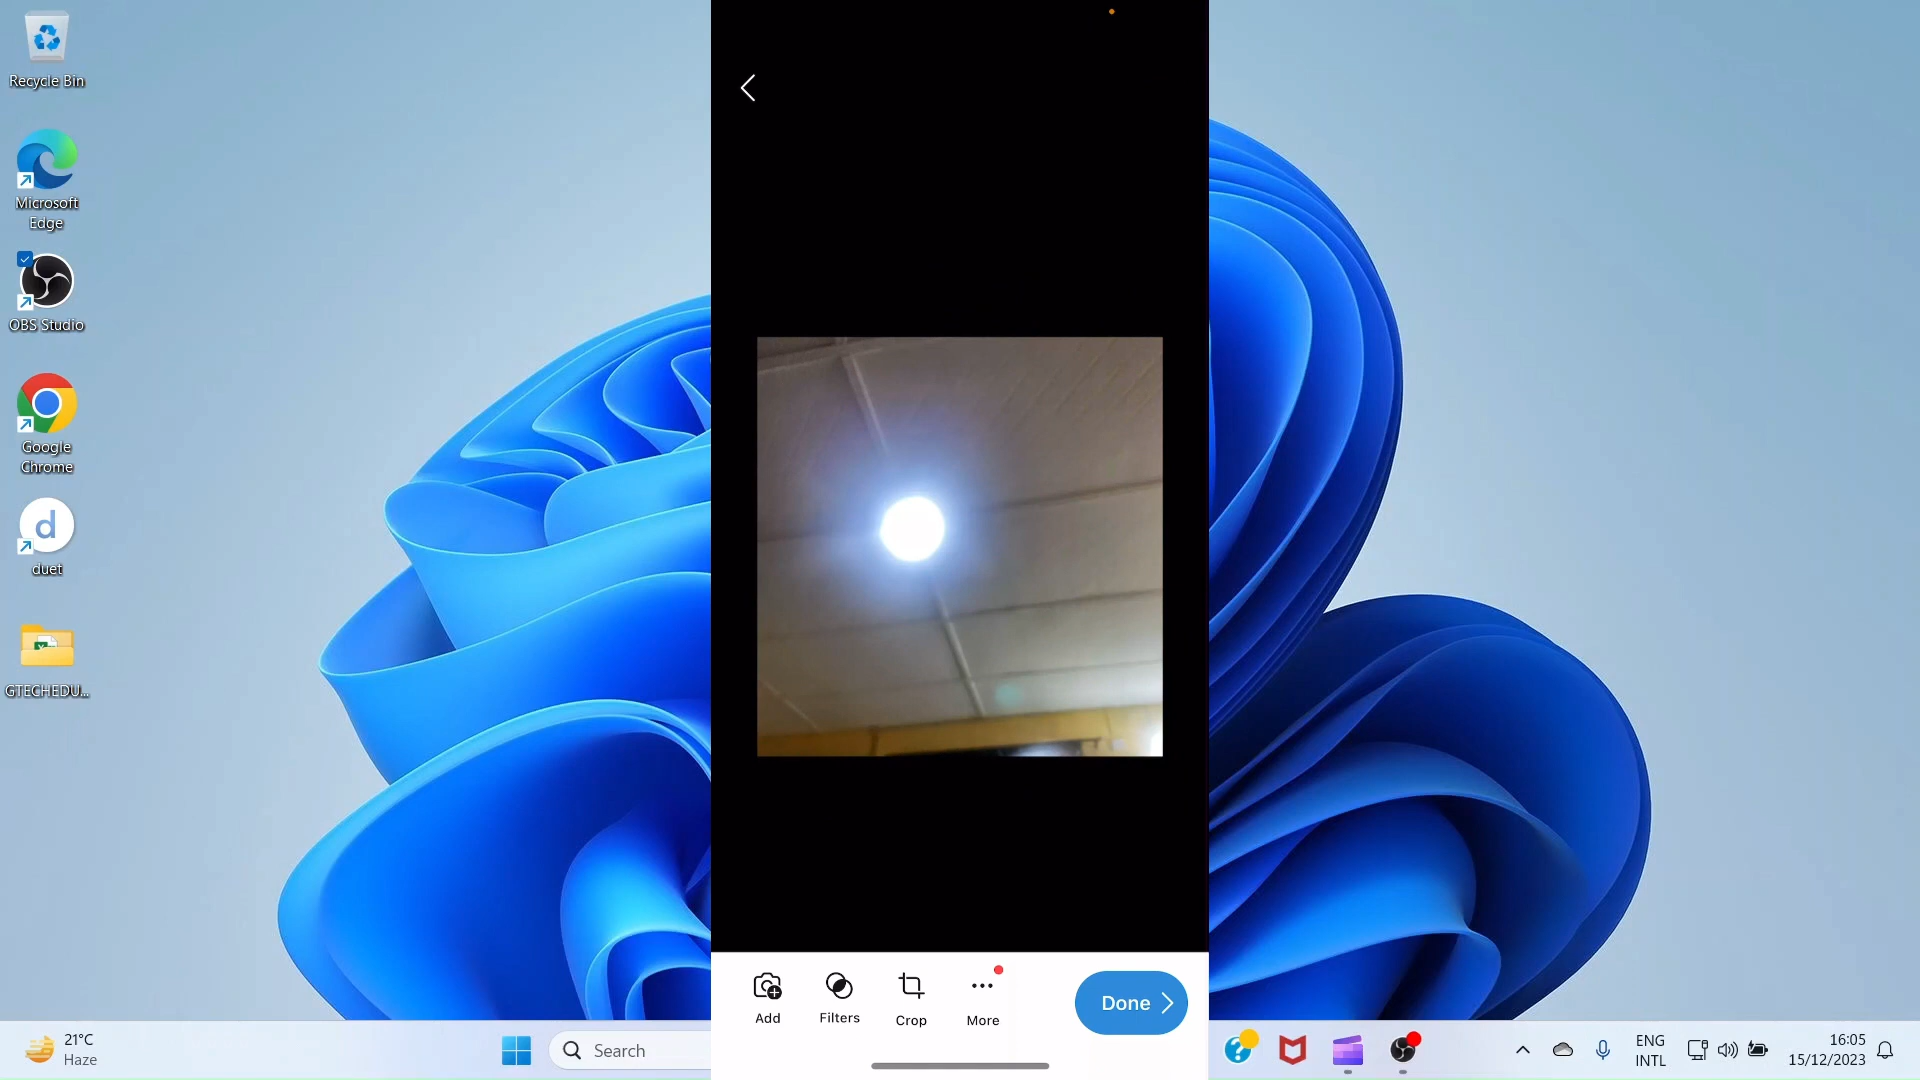 Recycle Bin
Microsoft
Edge
OBS Studio
Google
Chrome
d
duet
GTECHEDU...
Add
Filters
Crop
More
Done
21°C
Haze
Search
ENG
INTL
16:05
15/12/2023